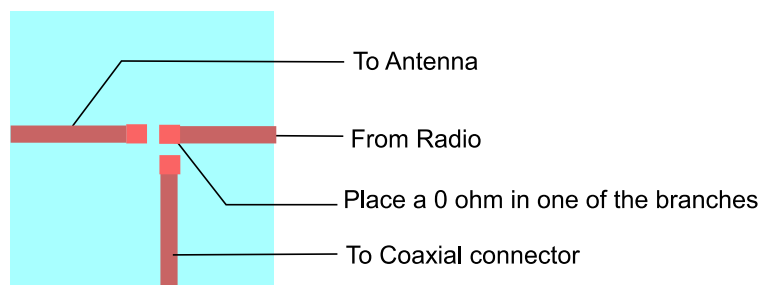 To Antenna
From Radio
Place a 0 ohm in one of the branches
To Coaxial connector